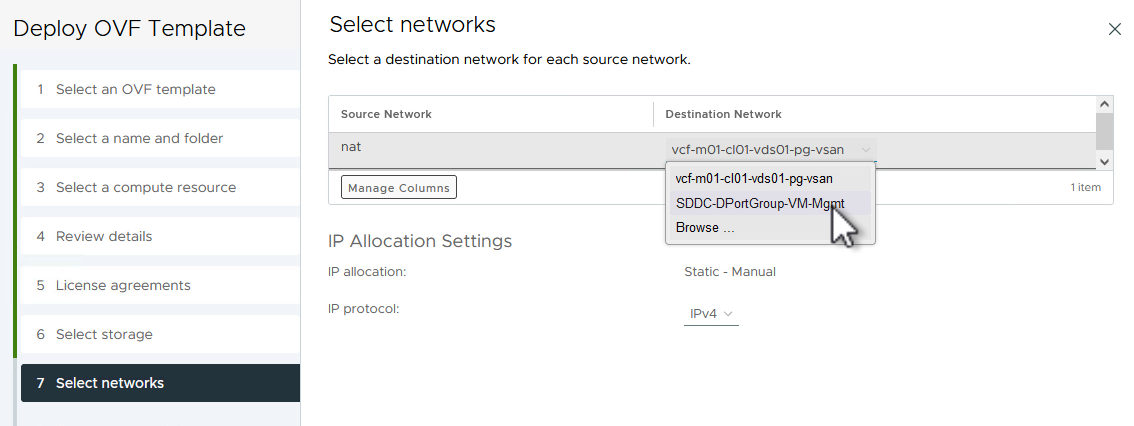 Deploy OVF Template
1 Select an OVF template
2 Select a name and folder
3 Select a compute resource
4 Review details
5 License agreements
6 Select storage
7 Select networks
Select networks
Select a destination network for each source network.
Source Network Destination Network
nat vcf-m01-cl01-vds01-pg-vsan
vcf-m01-cl01-vds01-pg-vsan
SDDC-DPortGroup-VM-Mgmt
Browse ...
Manage Columns 1 item
IP Allocation Settings
IP allocation: Static - Manual
IP protocol: IPv4